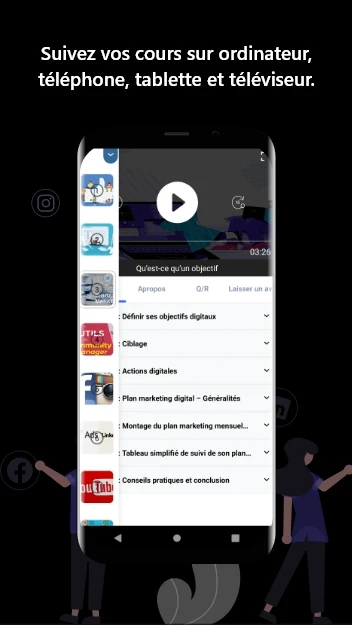 Suivez vos cours sur ordinateur,
téléphone, tablette et téléviseur.
03:26
Qu'est-ce qu'un objectif
Apropos Q/R Laisser un av
: Définir ses objectifs digitaux
: Ciblage
: Actions digitales
: Plan marketing digital – Généralités
: Montage du plan marketing mensuel...
: Tableau simplifié de suivi de son plan...
: Conseils pratiques et conclusion